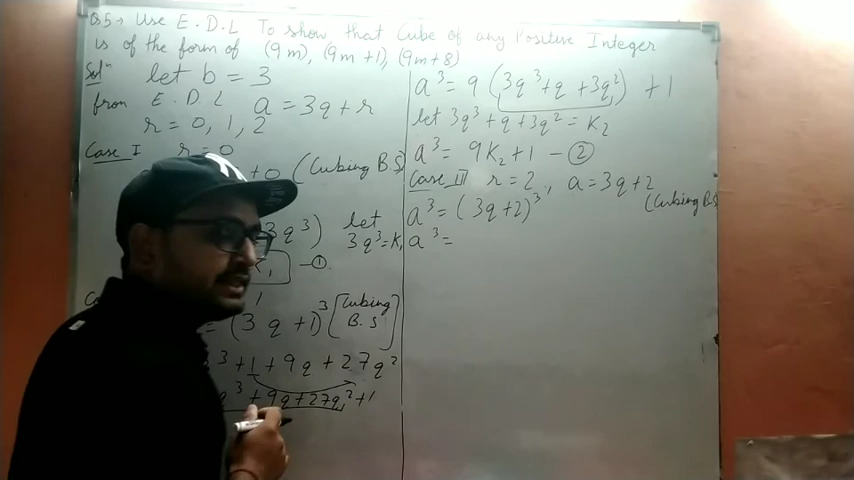 Q.5→ Use E.D.L To show that Cube of any Positive Integer
is of the form of (9m), (9m+1), (9m+8)
Solⁿ let b = 3
from E.D.L a = 3q + r
r = 0, 1, 2
Case I r = 0
+0 (Cubing B.S)
3q³) let
3q³ = K₁
— ①
1
= (3q+1)³ [Cubing B.S]
³ + 1 + 9q + 27q²
q³ + 9q + 27q² + 1
a³ = 9 (3q³ + q + 3q²) + 1
let 3q³ + q + 3q² = K₂
a³ = 9K₂ + 1 — ②
Case III r = 2, a = 3q + 2
(Cubing B.S
a³ = (3q+2)³
a³ =